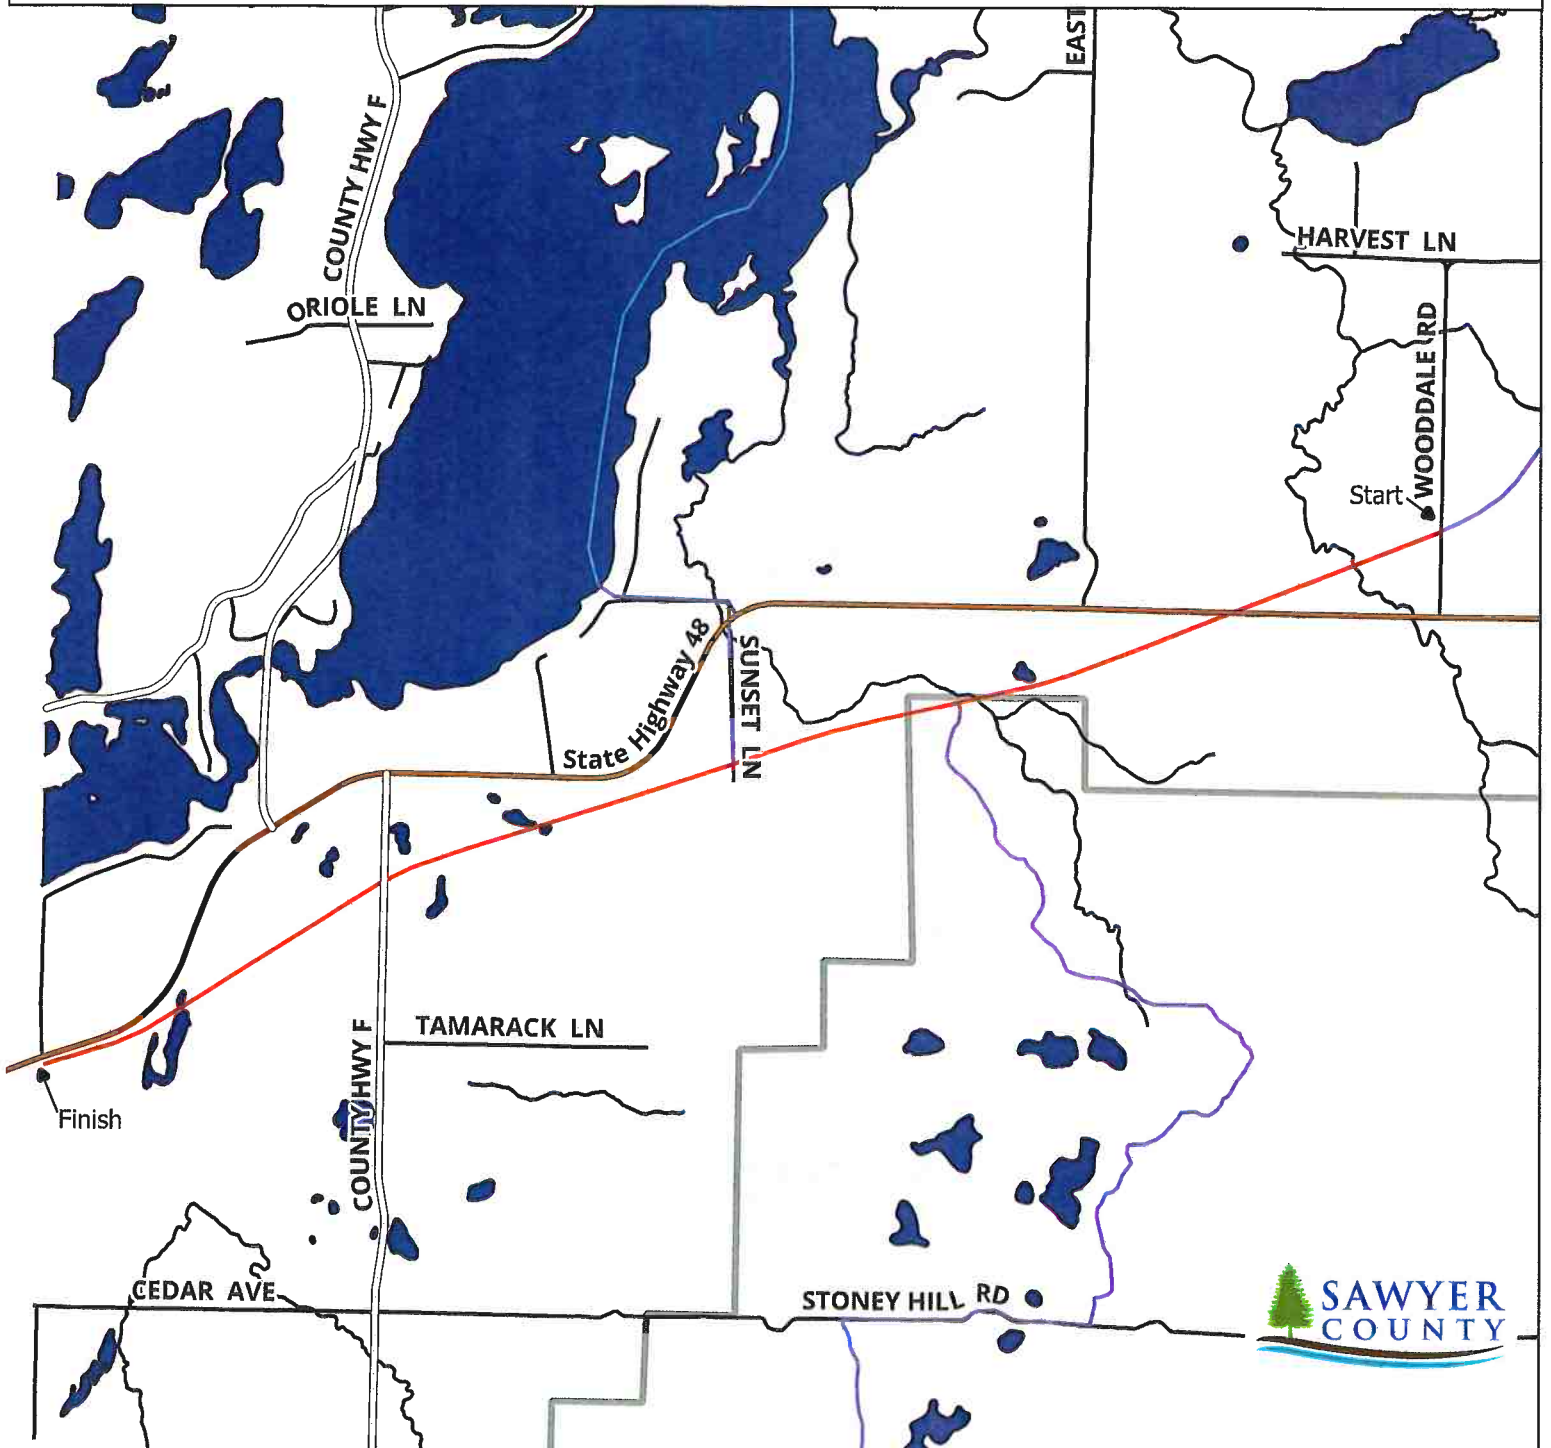 EAST
COUNTY HWY F
HARVEST LN
ORIOLE LN
WOODDALE RD
Start
State Highway 48
SUNSET LN
TAMARACK LN
COUNTY HWY F
Finish
CEDAR AVE
STONEY HILL RD
SAWYER
COUNTY